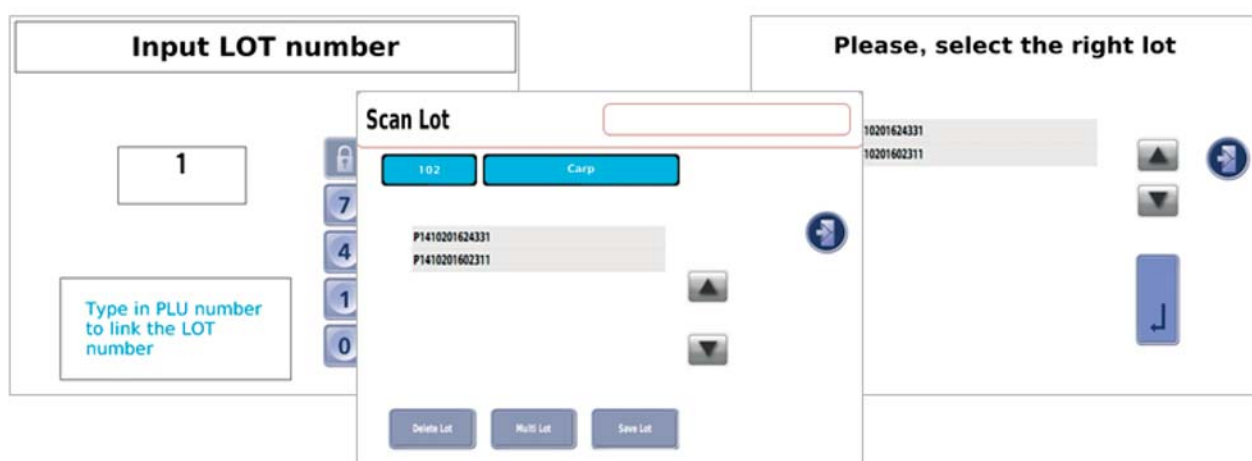 Input LOT number
1
7
4
1
0
Type in PLU number
to link the LOT
number
Scan Lot
102
Carp
P1410201624331
P1410201602311
Delete Lot
Multi Lot
Save Lot
Please, select the right lot
10201624331
10201602311